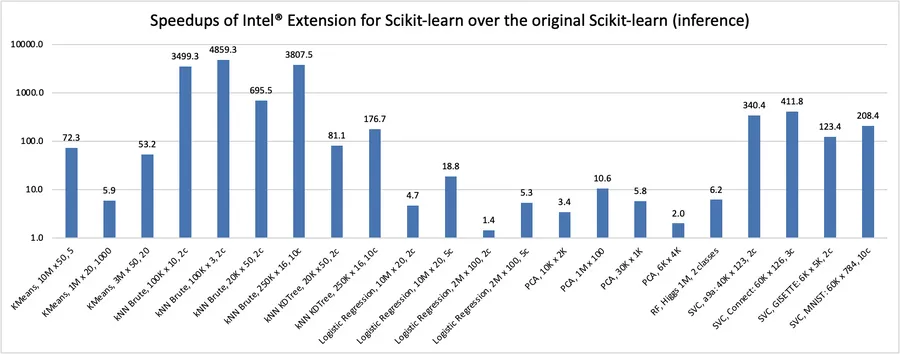 Speedups of Intel® Extension for Scikit-learn over the original Scikit-learn (inference)
10000.0
1000.0
100.0
10.0
1.0
72.3
5.9
53.2
3499.3
4859.3
695.5
3807.5
81.1
176.7
4.7
18.8
1.4
5.3
3.4
10.6
5.8
2.0
6.2
340.4
411.8
123.4
208.4
KMeans, 10M x 50, 5
KMeans, 1M x 20, 1000
KMeans, 3M x 50, 20
kNN Brute, 100K x 10, 2c
kNN Brute, 100K x 3, 2c
kNN Brute, 20K x 50, 2c
kNN Brute, 250K x 16, 10c
kNN KDTree, 20K x 50, 2c
kNN KDTree, 250K x 16, 10c
Logistic Regression, 10M x 20, 2c
Logistic Regression, 10M x 20, 5c
Logistic Regression, 2M x 100, 2c
Logistic Regression, 2M x 100, 5c
PCA, 10K x 2K
PCA, 1M x 100
PCA, 30K x 1K
PCA, 6K x 4K
RF, Higgs 1M, 2 classes
SVC, a9a: 40K x 123, 2c
SVC, Connect: 60K x 126, 3c
SVC, GISETTE: 6K x 5K, 2c
SVC, MNIST: 60K x 784, 10c